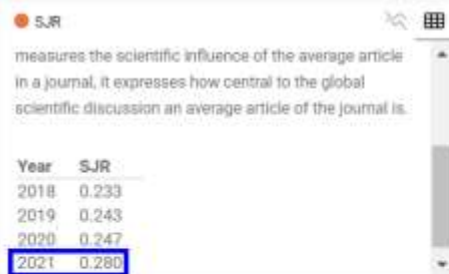 SJR
measures the scientific influence of the average article
in a journal, it expresses how central to the global
scientific discussion an average article of the journal is.
Year SJR
2018 0.233
2019 0.243
2020 0.247
2021 0.280